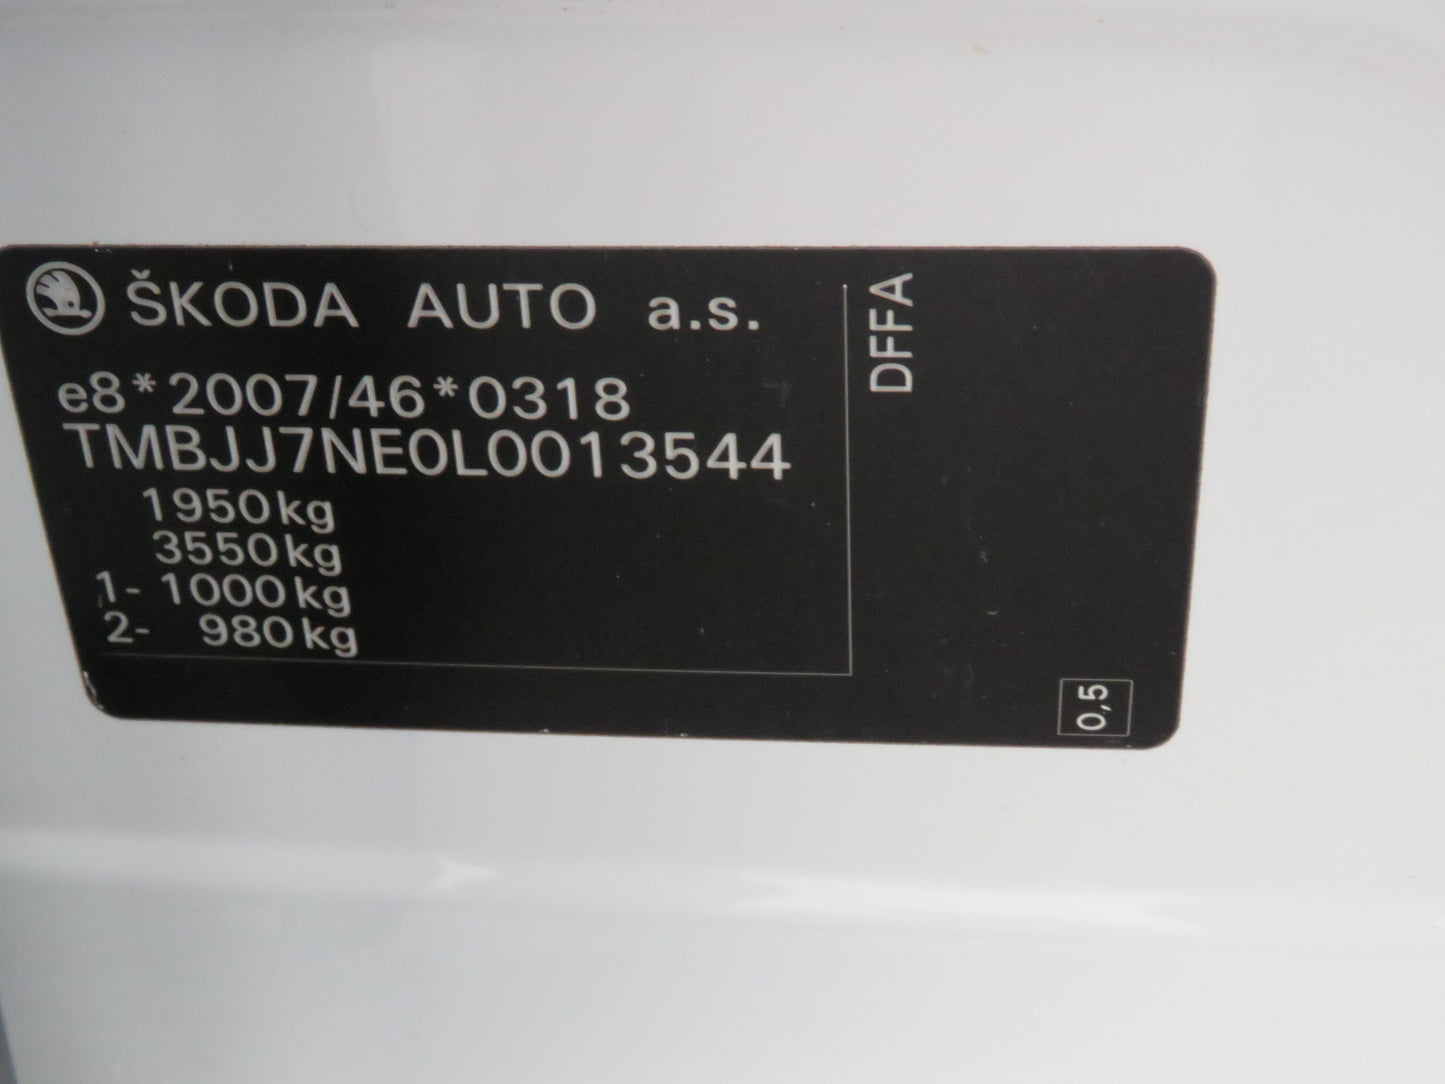 ŠKODA AUTO a.s.
e8*2007/46*0318
TMBJJ7NE0L0013544
1950kg
3550kg
1- 1000kg
2- 980kg
DFFA
0,5